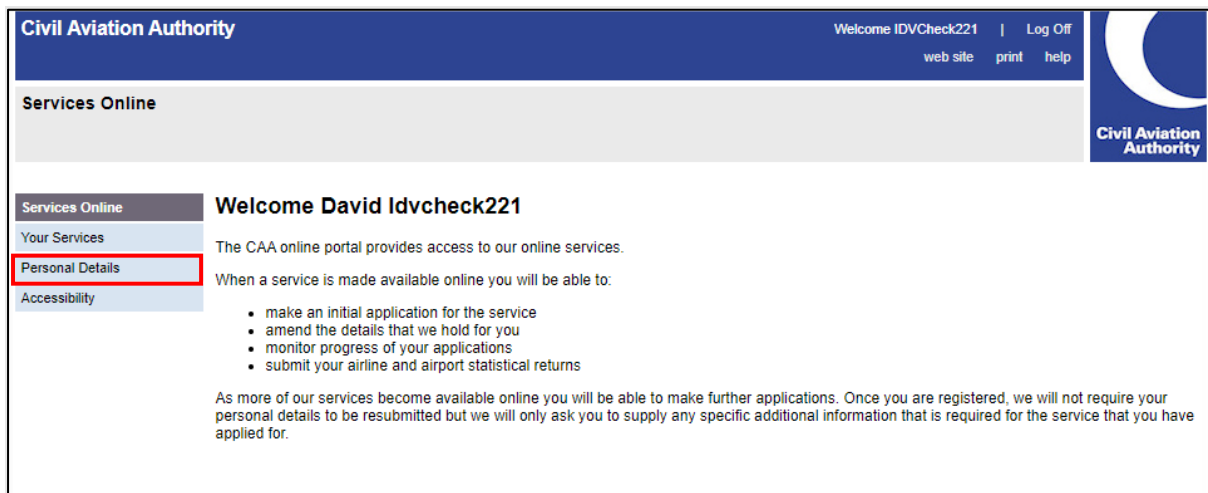 Civil Aviation Authority
Welcome IDVCheck221 | Log Off
web site print help
Services Online
Civil Aviation
Authority
Services Online
Your Services
Personal Details
Accessibility
Welcome David Idvcheck221
The CAA online portal provides access to our online services.
When a service is made available online you will be able to:
• make an initial application for the service
• amend the details that we hold for you
• monitor progress of your applications
• submit your airline and airport statistical returns
As more of our services become available online you will be able to make further applications. Once you are registered, we will not require your
personal details to be resubmitted but we will only ask you to supply any specific additional information that is required for the service that you have
applied for.